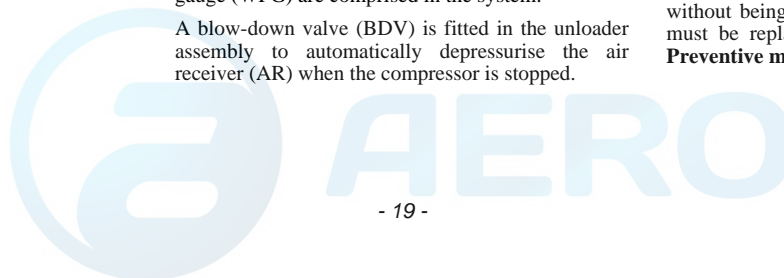 gauge (WPG) are comprised in the system.
A blow-down valve (BDV) is fitted in the unloader
assembly to automatically depressurise the air
receiver (AR) when the compressor is stopped.
without being
must be repl
Preventive m
AERO
- 19 -